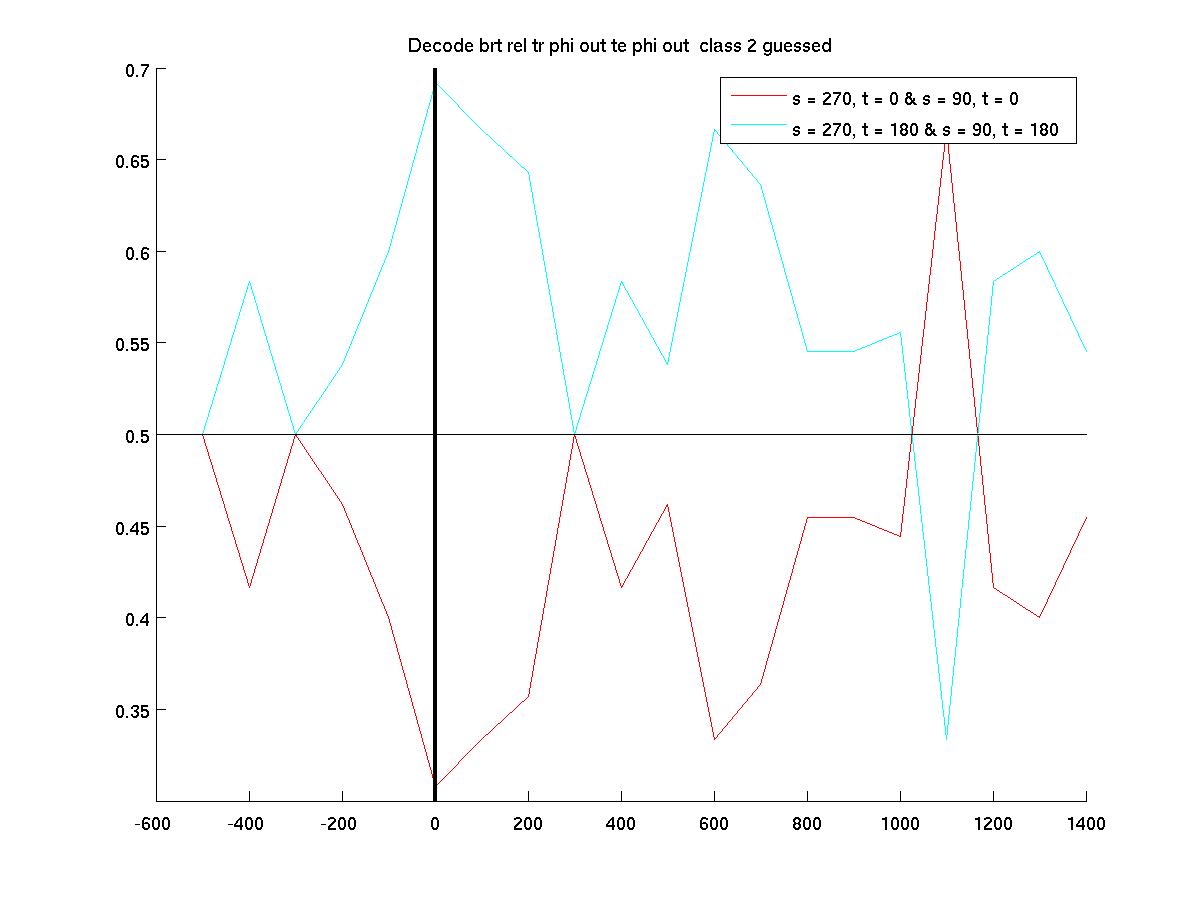 Decode brt rel tr phi out te phi out  class 2 guessed
s = 270, t = 0 & s = 90, t = 0
s = 270, t = 180 & s = 90, t = 180
0.7
0.65
0.6
0.55
0.5
0.45
0.4
0.35
-600 -400 -200 0 200 400 600 800 1000 1200 1400